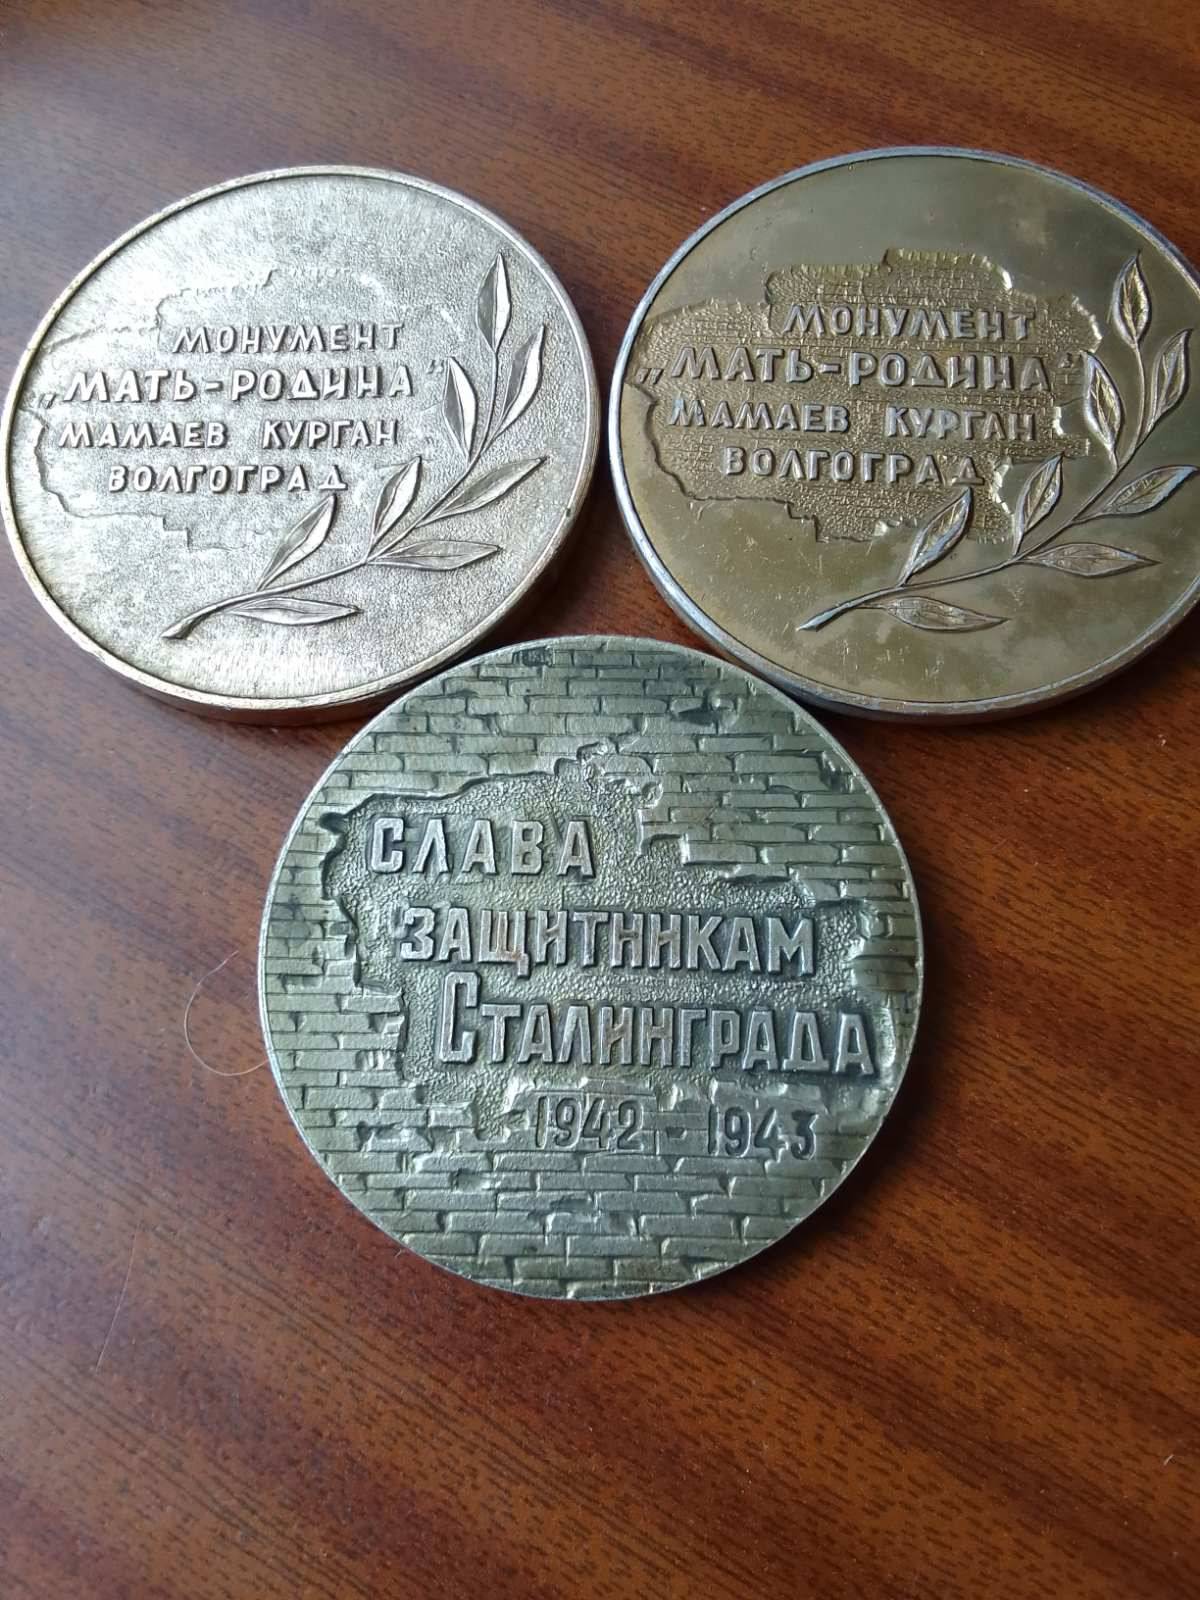 МОНУМЕНТ
„МАТЬ-РОДИНА"
МАМАЕВ КУРГАН
ВОЛГОГРАД
МОНУМЕНТ
„МАТЬ-РОДИНА"
МАМАЕВ КУРГАН
ВОЛГОГРАД
СЛАВА
ЗАЩИТНИКАМ
СТАЛИНГРАДА
1942 - 1943